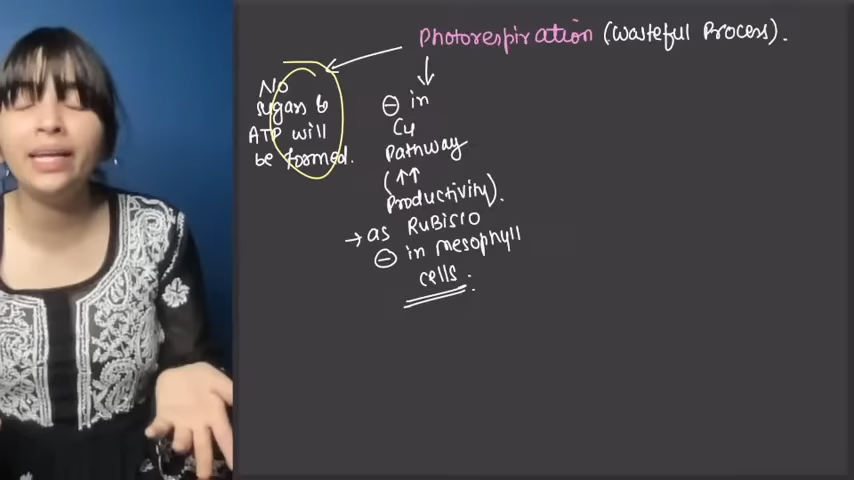 Photorespiration (Wasteful Process).
No
sugars &
ATP will
be formed.
⊖ in
C4
Pathway
(↑↑
Productivity).
→ as RuBisCO
⊖ in mesophyll
cells.